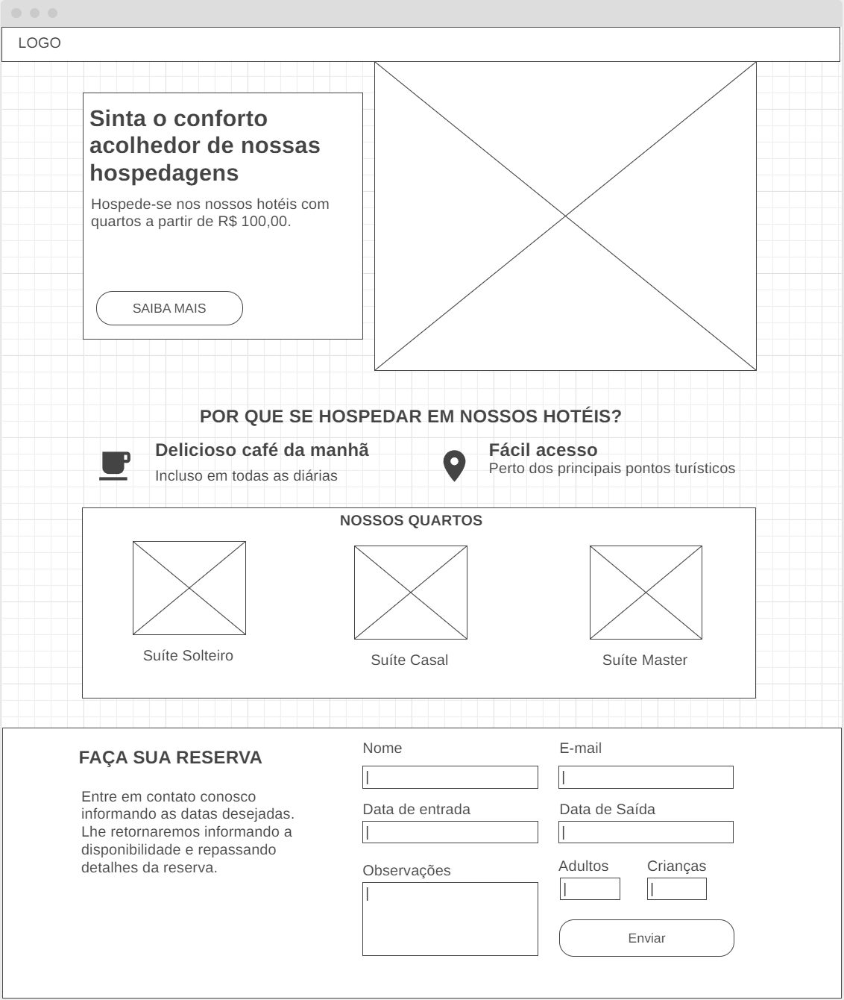 LOGO
Sinta o conforto
acolhedor de nossas
hospedagens
Hospede-se nos nossos hotéis com
quartos a partir de R$ 100,00.
SAIBA MAIS
POR QUE SE HOSPEDAR EM NOSSOS HOTÉIS?
Delicioso café da manhã
Incluso em todas as diárias
Fácil acesso
Perto dos principais pontos turísticos
NOSSOS QUARTOS
Suíte Solteiro
Suíte Casal
Suíte Master
FAÇA SUA RESERVA
Entre em contato conosco
informando as datas desejadas.
Lhe retornaremos informando a
disponibilidade e repassando
detalhes da reserva.
Nome
E-mail
Data de entrada
Data de Saída
Observações
Adultos
Crianças
Enviar